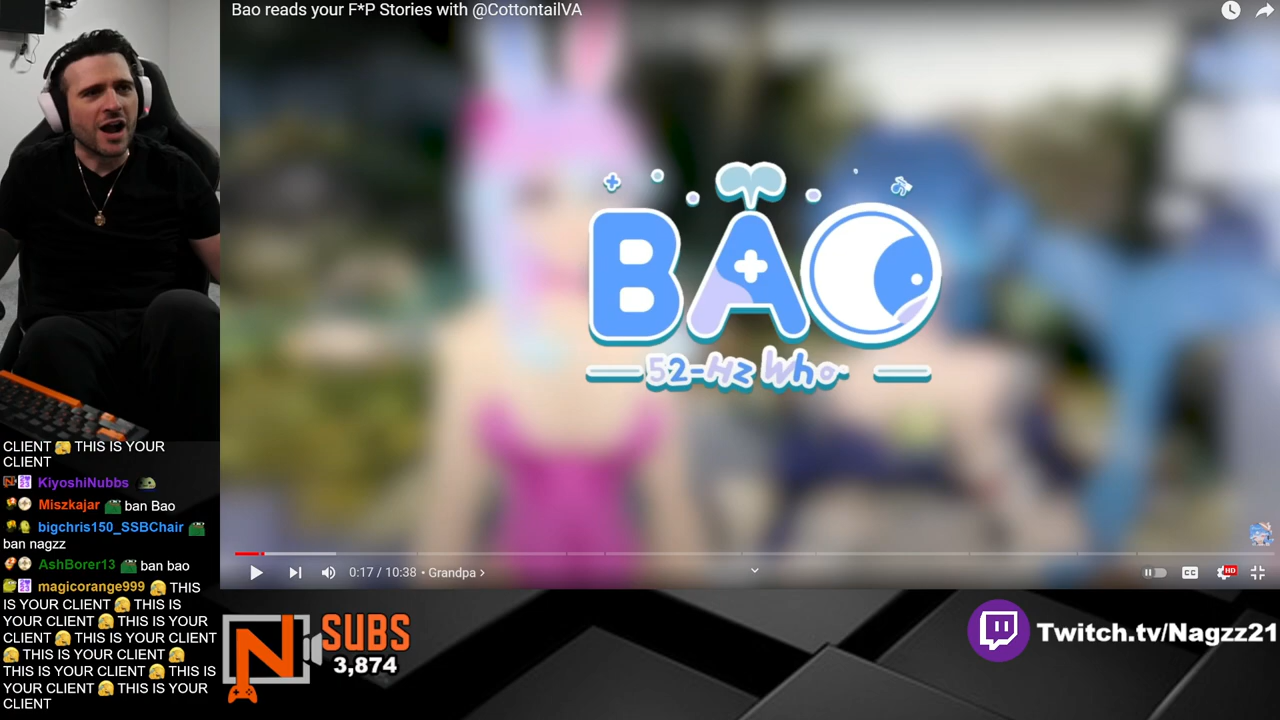 Bao reads your F*P Stories with @CottontailVA
BAO
52-Hz Wha
0:17 / 10:38 • Grandpa >
CC
HD
CLIENT THIS IS YOUR
CLIENT
KiyoshiNubbs
Miszkajar ban Bao
bigchris150_SSBChair
ban nagzz
AshBorer13 ban bao
magicorange999 THIS
IS YOUR CLIENT THIS IS
YOUR CLIENT THIS IS YOUR
CLIENT THIS IS YOUR CLIENT
THIS IS YOUR CLIENT
THIS IS YOUR CLIENT THIS IS
YOUR CLIENT THIS IS YOUR
CLIENT
N
SUBS
3,874
Twitch.tv/Nagzz21